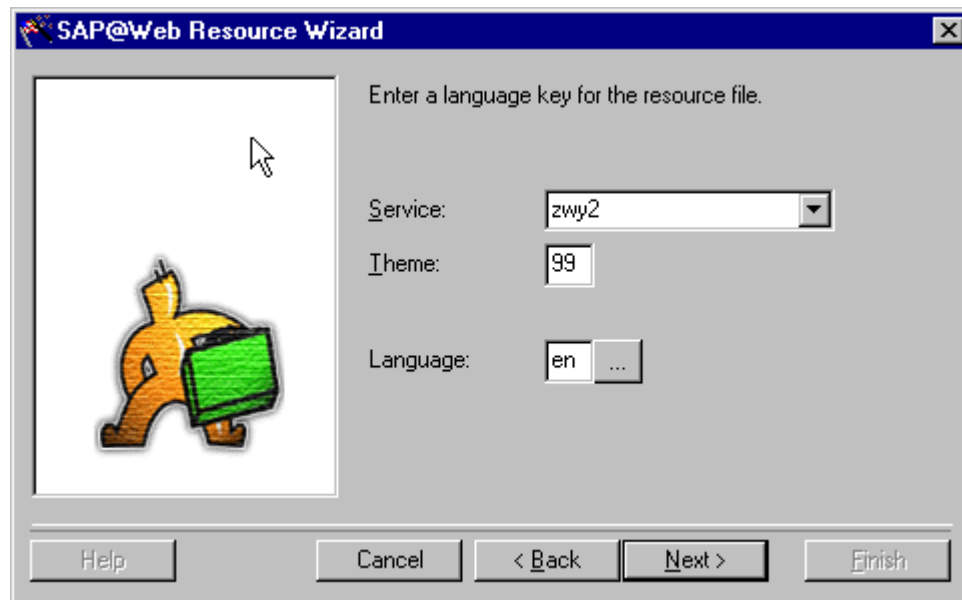 SAP@Web Resource Wizard
Enter a language key for the resource file.
Service: zwy2
Theme: 99
Language: en ...
Help Cancel < Back Next > Finish